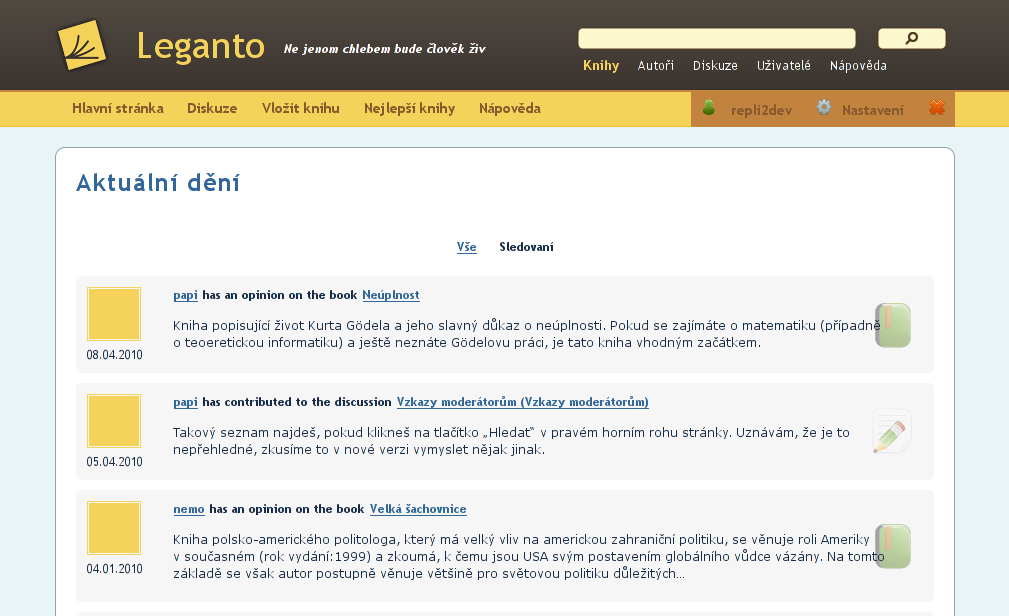 Leganto
Ne jenom chlebem bude člověk živ
Knihy Autoři Diskuze Uživatelé Nápověda
Hlavní stránka Diskuze Vložit knihu Nejlepší knihy Nápověda repli2dev Nastavení
Aktuální dění
Vše Sledovaní
papi has an opinion on the book Neúplnost
Kniha popisující život Kurta Gödela a jeho slavný důkaz o neúplnosti. Pokud se zajímáte o matematiku (případně
o teoeretickou informatiku) a ještě neznáte Gödelovu práci, je tato kniha vhodným začátkem.
08.04.2010
papi has contributed to the discussion Vzkazy moderátorům (Vzkazy moderátorům)
Takový seznam najdeš, pokud klikneš na tlačítko „Hledat“ v pravém horním rohu stránky. Uznávám, že je to
nepřehledné, zkusíme to v nové verzi vymyslet nějak jinak.
05.04.2010
nemo has an opinion on the book Velká šachovnice
Kniha polsko-amerického politologa, který má velký vliv na americkou zahraniční politiku, se věnuje roli Ameriky
v současném (rok vydání:1999) a zkoumá, k čemu jsou USA svým postavením globálního vůdce vázány. Na tomto
základě se však autor postupně věnuje většině pro světovou politiku důležitých...
04.01.2010